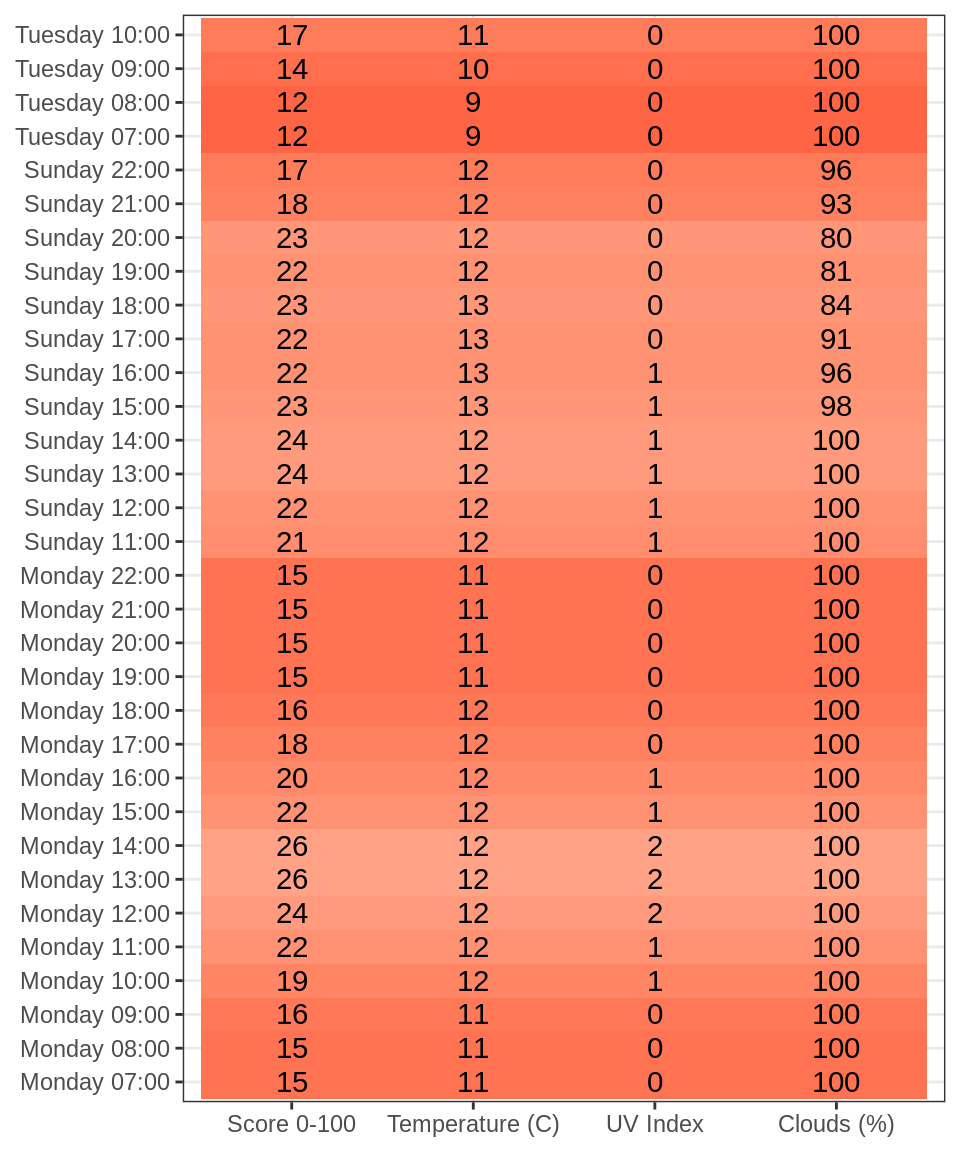 Tuesday 10:00 17 11 0 100
Tuesday 09:00 14 10 0 100
Tuesday 08:00 12 9 0 100
Tuesday 07:00 12 9 0 100
Sunday 22:00 17 12 0 96
Sunday 21:00 18 12 0 93
Sunday 20:00 23 12 0 80
Sunday 19:00 22 12 0 81
Sunday 18:00 23 13 0 84
Sunday 17:00 22 13 0 91
Sunday 16:00 22 13 1 96
Sunday 15:00 23 13 1 98
Sunday 14:00 24 12 1 100
Sunday 13:00 24 12 1 100
Sunday 12:00 22 12 1 100
Sunday 11:00 21 12 1 100
Monday 22:00 15 11 0 100
Monday 21:00 15 11 0 100
Monday 20:00 15 11 0 100
Monday 19:00 15 11 0 100
Monday 18:00 16 12 0 100
Monday 17:00 18 12 0 100
Monday 16:00 20 12 1 100
Monday 15:00 22 12 1 100
Monday 14:00 26 12 2 100
Monday 13:00 26 12 2 100
Monday 12:00 24 12 2 100
Monday 11:00 22 12 1 100
Monday 10:00 19 12 1 100
Monday 09:00 16 11 0 100
Monday 08:00 15 11 0 100
Monday 07:00 15 11 0 100
Score 0-100 Temperature (C) UV Index Clouds (%)